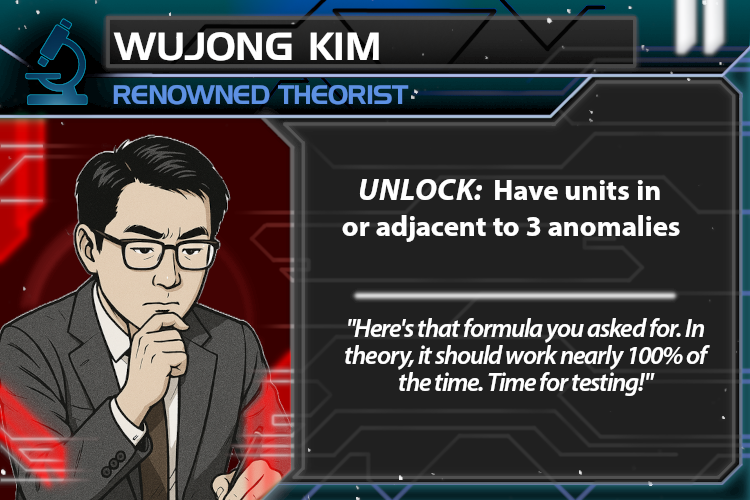 WUJONG KIM
RENOWNED THEORIST
UNLOCK: Have units in
or adjacent to 3 anomalies
"Here's that formula you asked for. In
theory, it should work nearly 100% of
the time. Time for testing!"